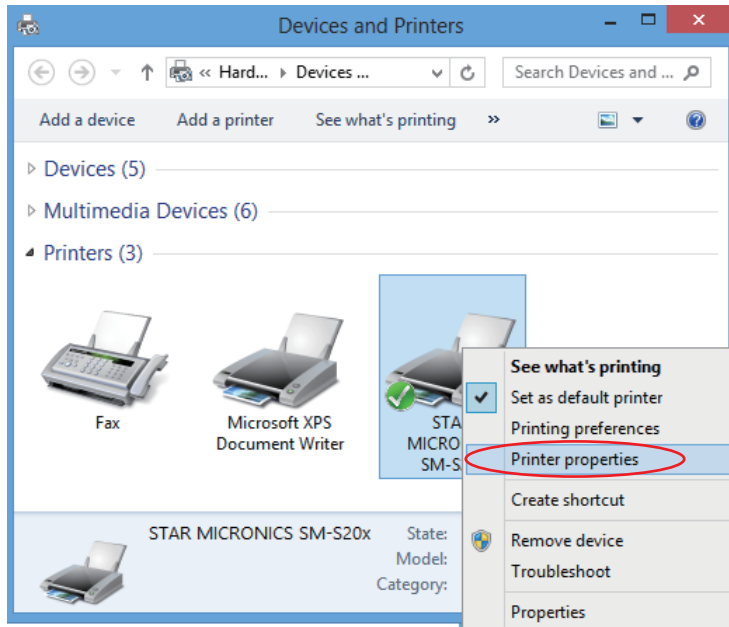 Devices and Printers
« Hard... Devices ...
Search Devices and ...
Add a device Add a printer See what's printing »
Devices (5)
Multimedia Devices (6)
Printers (3)
Fax
Microsoft XPS
Document Writer
STA
MICRO
SM-S
See what's printing
Set as default printer
Printing preferences
Printer properties
Create shortcut
Remove device
Troubleshoot
Properties
STAR MICRONICS SM-S20x State:
Model:
Category: